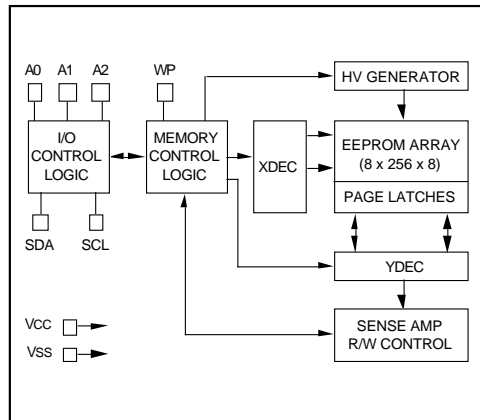 A0 A1 A2 WP
HV GENERATOR
I/O
CONTROL
LOGIC
MEMORY
CONTROL
LOGIC
XDEC
EEPROM ARRAY
(8 x 256 x 8)
PAGE LATCHES
SDA SCL
YDEC
VCC
VSS
SENSE AMP
R/W CONTROL